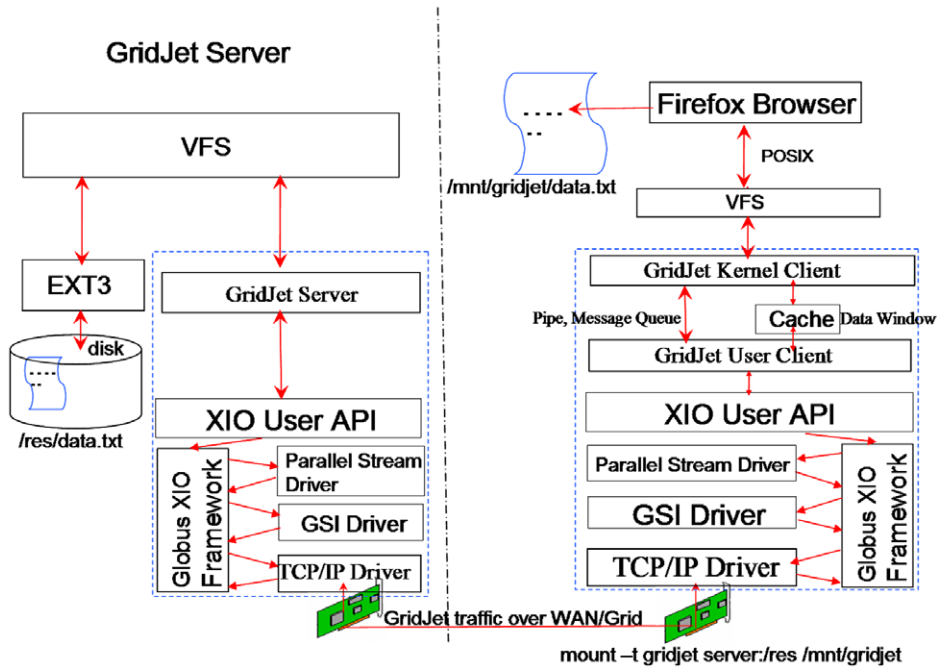 GridJet Server
VFS
EXT3
disk
/res/data.txt
GridJet Server
XIO User API
Globus XIO
Framework
Parallel Stream
Driver
GSI Driver
TCP/IP Driver
GridJet traffic over WAN/Grid
Firefox Browser
/mnt/gridjet/data.txt
POSIX
VFS
GridJet Kernel Client
Pipe, Message Queue
Cache
Data Window
GridJet User Client
XIO User API
Parallel Stream Driver
GSI Driver
TCP/IP Driver
Globus XIO
Framework
mount –t gridjet server:/res /mnt/gridjet